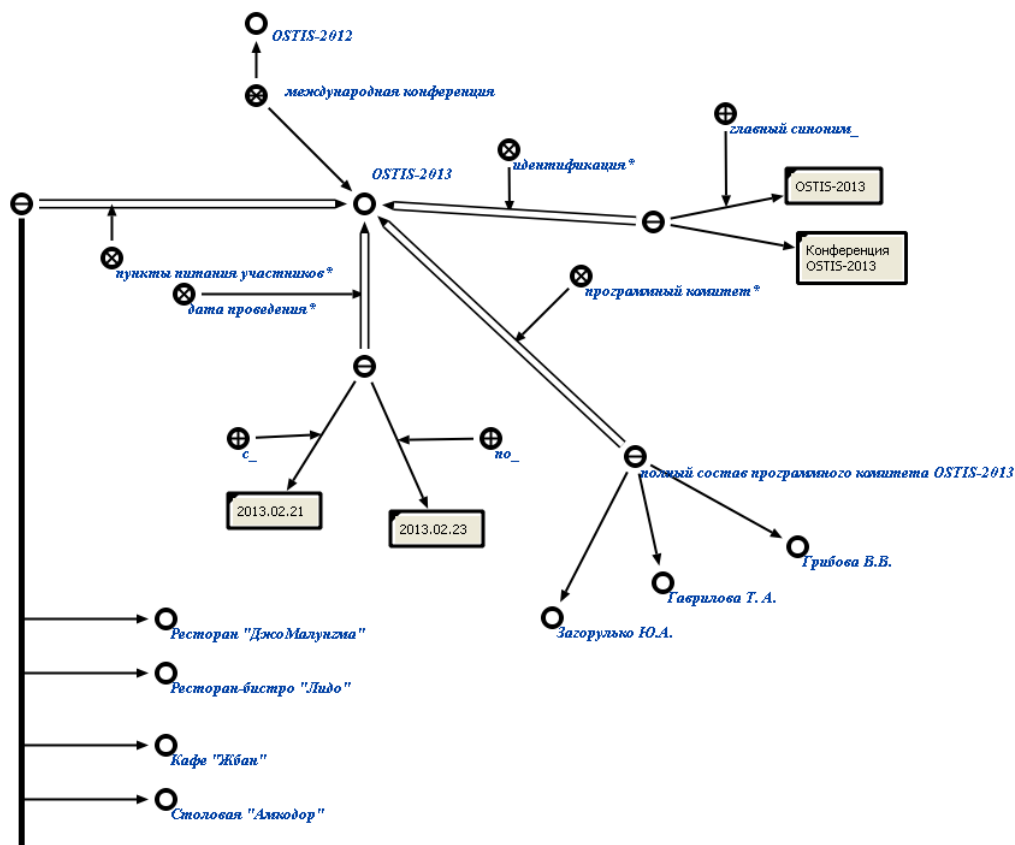 OSTIS-2012
международная конференция
главный синоним_
идентификация*
OSTIS-2013
OSTIS-2013
Конференция
OSTIS-2013
пункты питания участников*
программный комитет*
дата проведения*
с_
по_
полный состав программного комитета OSTIS-2013
2013.02.21
2013.02.23
Грибова В.В.
Гаврилова Т. А.
Загорулько Ю.А.
Ресторан "ДжоМалунгма"
Ресторан-бистро "Лидо"
Кафе "Жбан"
Столовая "Амкодор"